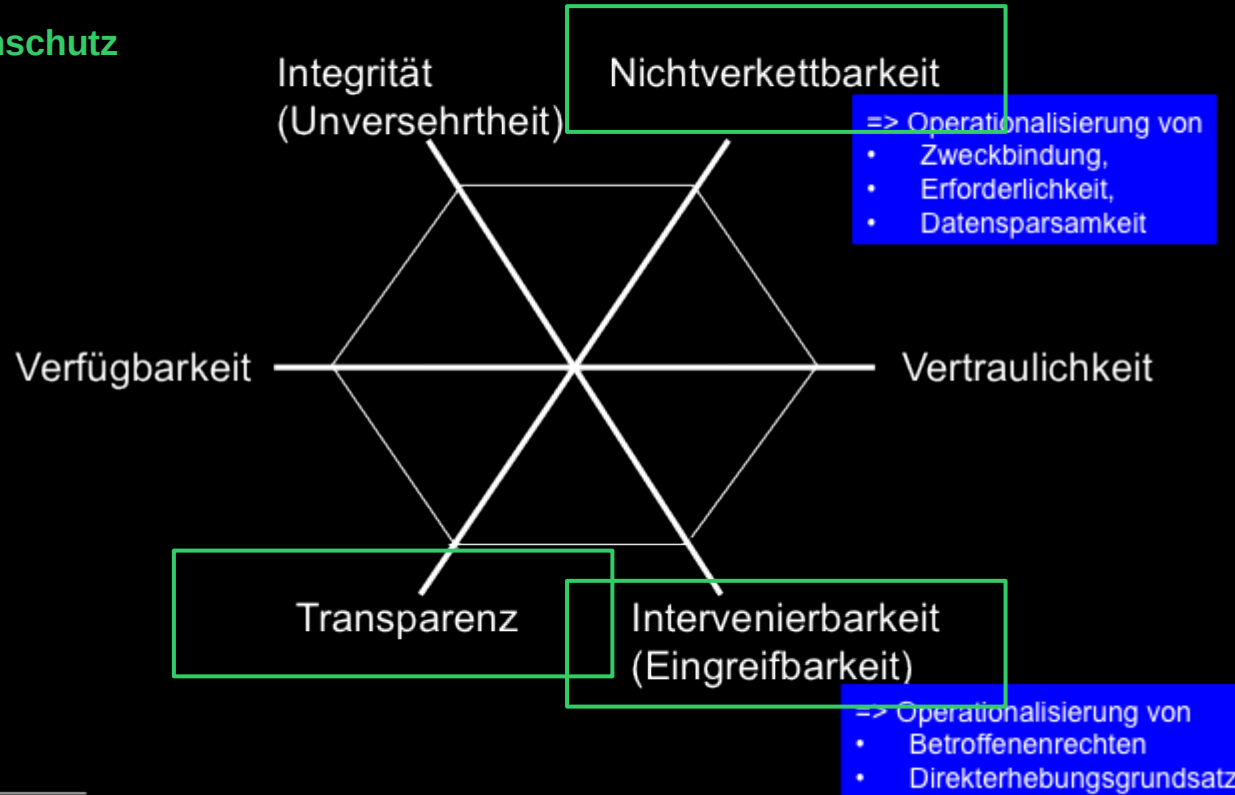 nschutz
Integrität
(Unversehrtheit)
Nichtverkettbarkeit
=> Operationalisierung von
• Zweckbindung,
• Erforderlichkeit,
• Datensparsamkeit
Verfügbarkeit
Vertraulichkeit
Transparenz
Intervenierbarkeit
(Eingreifbarkeit)
=> Operationalisierung von
• Betroffenenrechten
• Direkterhebungsgrundsatz